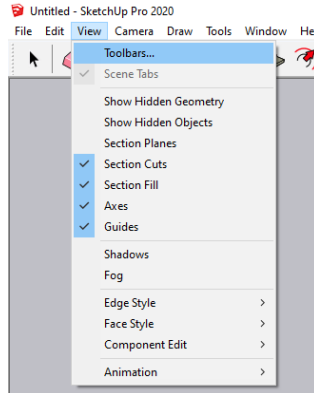 Untitled - SketchUp Pro 2020
File Edit View Camera Draw Tools Window He
Toolbars...
Scene Tabs
Show Hidden Geometry
Show Hidden Objects
Section Planes
Section Cuts
Section Fill
Axes
Guides
Shadows
Fog
Edge Style
Face Style
Component Edit
Animation